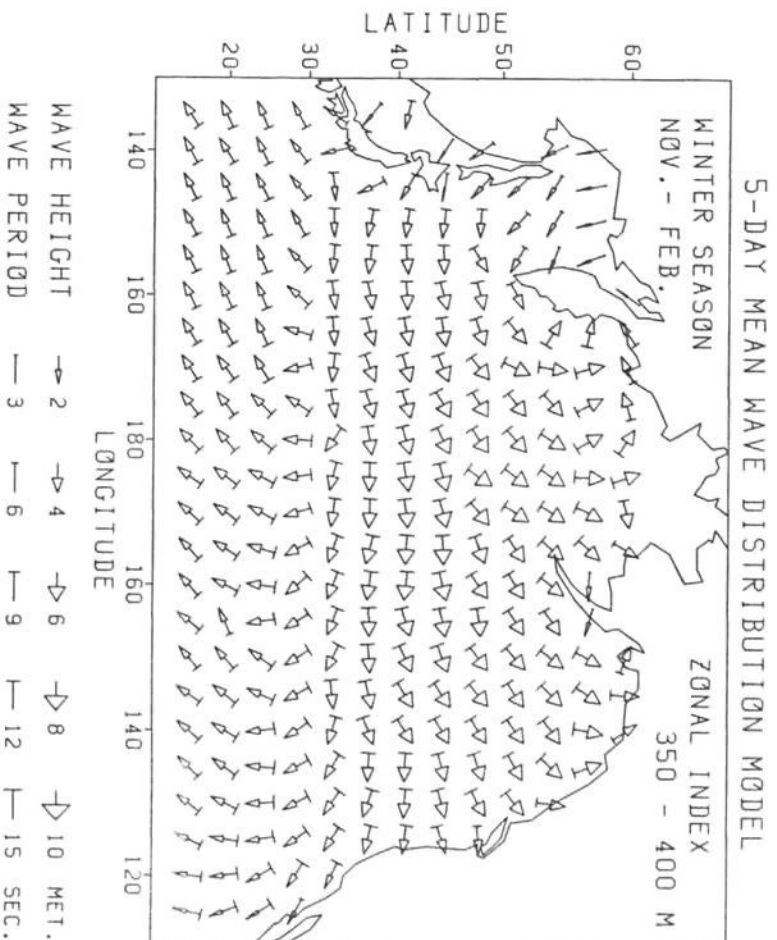 5-DAY MEAN WAVE DISTRIBUTION MODEL
WINTER SEASON
NOV.- FEB.
ZONAL INDEX
350 - 400 M
LATITUDE
60
50
40
30
20
140 160 180 160 140 120
LONGITUDE
WAVE HEIGHT 2 4 6 8 10 MET.
WAVE PERIOD 3 6 9 12 15 SEC.